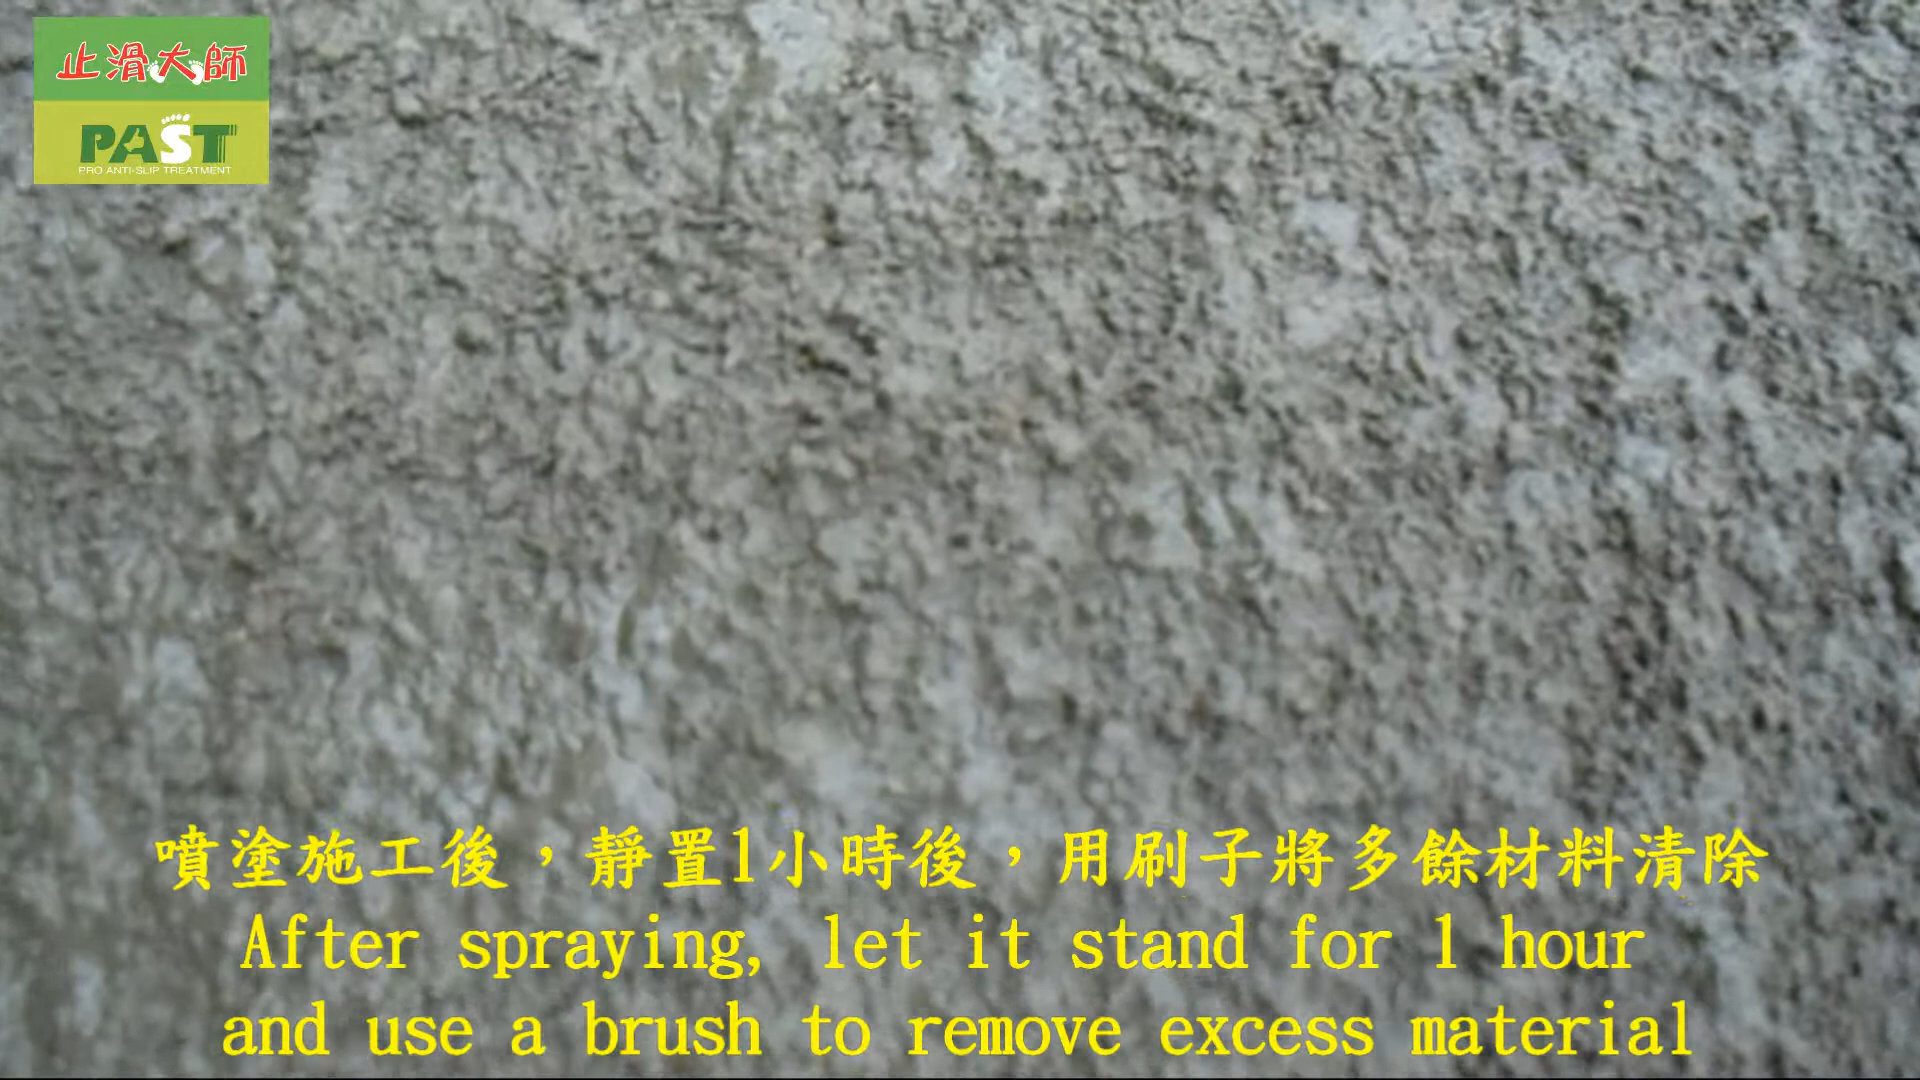 止滑大師
PAST
PRO ANTI-SLIP TREATMENT
噴塗施工後，靜置1小時後，用刷子將多餘材料清除
After spraying, let it stand for 1 hour
and use a brush to remove excess material